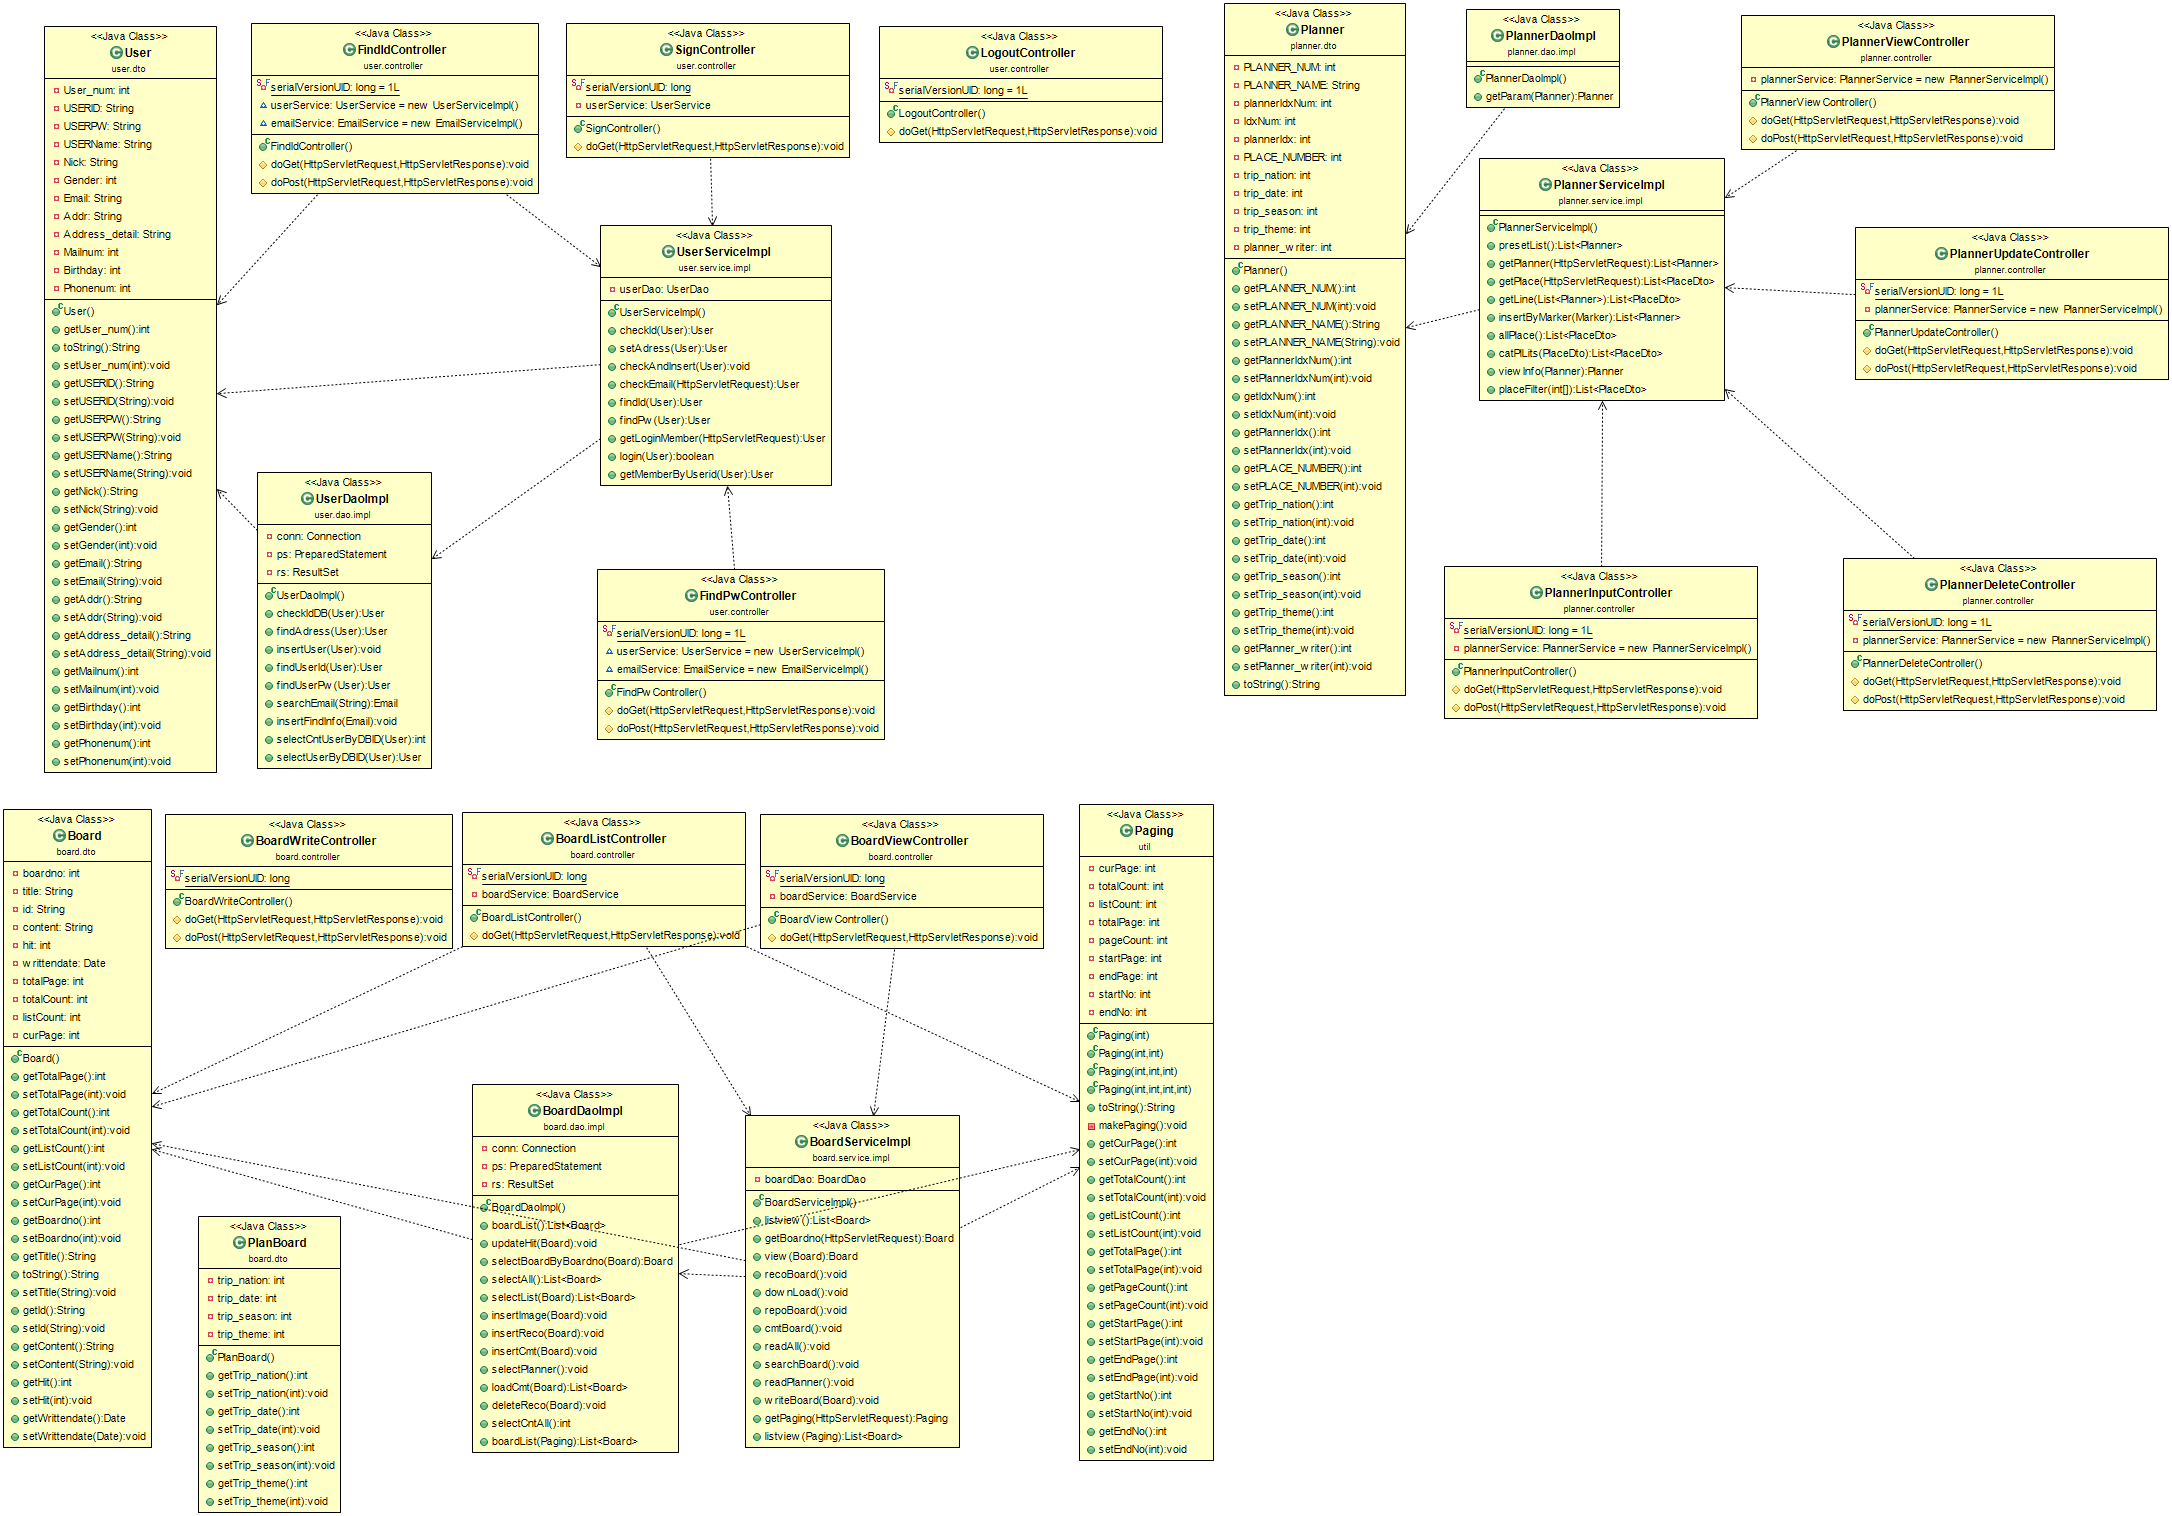 <<Java Class>>
User
user.dto
User_num: int
USERID: String
USERPW: String
USERName: String
Nick: String
Gender: int
Email: String
Addr: String
Address_detail: String
Mailnum: int
Birthday: int
Phonenum: int
User()
getUser_num():int
toString():String
setUser_num(int):void
getUSERID():String
setUSERID(String):void
getUSERPW():String
setUSERPW(String):void
getUSERName():String
setUSERName(String):void
getNick():String
setNick(String):void
getGender():int
setGender(int):void
getEmail():String
setEmail(String):void
getAddr():String
setAddr(String):void
getAddress_detail():String
setAddress_detail(String):void
getMailnum():int
setMailnum(int):void
getBirthday():int
setBirthday(int):void
getPhonenum():int
setPhonenum(int):void
<<Java Class>>
FindIdController
user.controller
serialVersionUID: long = 1L
userService: UserService = new UserServiceImpl()
emailService: EmailService = new EmailServiceImpl()
FindIdController()
doGet(HttpServletRequest,HttpServletResponse):void
doPost(HttpServletRequest,HttpServletResponse):void
<<Java Class>>
SignController
user.controller
serialVersionUID: long
userService: UserService
SignController()
doGet(HttpServletRequest,HttpServletResponse):void
<<Java Class>>
LogoutController
user.controller
serialVersionUID: long = 1L
LogoutController()
doGet(HttpServletRequest,HttpServletResponse):void
<<Java Class>>
UserServiceImpl
user.service.impl
userDao: UserDao
UserServiceImpl()
checkId(User):User
setAdress(User):User
checkAndInsert(User):void
checkEmail(HttpServletRequest):User
findId(User):User
findPw(User):User
getLoginMember(HttpServletRequest):User
login(User):boolean
getMemberByUserid(User):User
<<Java Class>>
UserDaoImpl
user.dao.impl
conn: Connection
ps: PreparedStatement
rs: ResultSet
UserDaoImpl()
checkIdDB(User):User
findAdress(User):User
insertUser(User):void
findUserId(User):User
findUserPw(User):User
searchEmail(String):Email
insertFindInfo(Email):void
selectCntUserByDBID(User):int
selectUserByDBID(User):User
<<Java Class>>
FindPwController
user.controller
serialVersionUID: long = 1L
userService: UserService = new UserServiceImpl()
emailService: EmailService = new EmailServiceImpl()
FindPwController()
doGet(HttpServletRequest,HttpServletResponse):void
doPost(HttpServletRequest,HttpServletResponse):void
<<Java Class>>
Planner
planner.dto
PLANNER_NUM: int
PLANNER_NAME: String
plannerIdxNum: int
IdxNum: int
plannerIdx: int
PLACE_NUMBER: int
trip_nation: int
trip_date: int
trip_season: int
trip_theme: int
planner_writer: int
Planner()
getPLANNER_NUM():int
setPLANNER_NUM(int):void
getPLANNER_NAME():String
setPLANNER_NAME(String):void
getPlannerIdxNum():int
setPlannerIdxNum(int):void
getIdxNum():int
setIdxNum(int):void
getPlannerIdx():int
setPlannerIdx(int):void
getPLACE_NUMBER():int
setPLACE_NUMBER(int):void
getTrip_nation():int
setTrip_nation(int):void
getTrip_date():int
setTrip_date(int):void
getTrip_season():int
setTrip_season(int):void
getTrip_theme():int
setTrip_theme(int):void
getPlanner_writer():int
setPlanner_writer(int):void
toString():String
<<Java Class>>
PlannerDaoImpl
planner.dao.impl
PlannerDaoImpl()
getParam(Planner):Planner
<<Java Class>>
PlannerViewController
planner.controller
plannerService: PlannerService = new PlannerServiceImpl()
PlannerViewController()
doGet(HttpServletRequest,HttpServletResponse):void
doPost(HttpServletRequest,HttpServletResponse):void
<<Java Class>>
PlannerServiceImpl
planner.service.impl
PlannerServiceImpl()
presetList():List<Planner>
getPlanner(HttpServletRequest):List<Planner>
getPlace(HttpServletRequest):List<PlaceDto>
getLine(List<Planner>):List<PlaceDto>
insertByMarker(Marker):List<Planner>
allPlace():List<PlaceDto>
catPlLits(PlaceDto):List<PlaceDto>
viewInfo(Planner):Planner
placeFilter(int[]):List<PlaceDto>
<<Java Class>>
PlannerUpdateController
planner.controller
serialVersionUID: long = 1L
plannerService: PlannerService = new PlannerServiceImpl()
PlannerUpdateController()
doGet(HttpServletRequest,HttpServletResponse):void
doPost(HttpServletRequest,HttpServletResponse):void
<<Java Class>>
PlannerInputController
planner.controller
serialVersionUID: long = 1L
plannerService: PlannerService = new PlannerServiceImpl()
PlannerInputController()
doGet(HttpServletRequest,HttpServletResponse):void
doPost(HttpServletRequest,HttpServletResponse):void
<<Java Class>>
PlannerDeleteController
planner.controller
serialVersionUID: long = 1L
plannerService: PlannerService = new PlannerServiceImpl()
PlannerDeleteController()
doGet(HttpServletRequest,HttpServletResponse):void
doPost(HttpServletRequest,HttpServletResponse):void
<<Java Class>>
Board
board.dto
boardno: int
title: String
id: String
content: String
hit: int
writtendate: Date
totalPage: int
totalCount: int
listCount: int
curPage: int
Board()
getTotalPage():int
setTotalPage(int):void
getTotalCount():int
setTotalCount(int):void
getListCount():int
setListCount(int):void
getCurPage():int
setCurPage(int):void
getBoardno():int
setBoardno(int):void
getTitle():String
toString():String
setTitle(String):void
getId():String
setId(String):void
getContent():String
setContent(String):void
getHit():int
setHit(int):void
getWrittendate():Date
setWrittendate(Date):void
<<Java Class>>
BoardWriteController
board.controller
serialVersionUID: long
BoardWriteController()
doGet(HttpServletRequest,HttpServletResponse):void
doPost(HttpServletRequest,HttpServletResponse):void
<<Java Class>>
BoardListController
board.controller
serialVersionUID: long
boardService: BoardService
BoardListController()
doGet(HttpServletRequest,HttpServletResponse):void
<<Java Class>>
BoardViewController
board.controller
serialVersionUID: long
boardService: BoardService
BoardViewController()
doGet(HttpServletRequest,HttpServletResponse):void
<<Java Class>>
PlanBoard
board.dto
trip_nation: int
trip_date: int
trip_season: int
trip_theme: int
PlanBoard()
getTrip_nation():int
setTrip_nation(int):void
getTrip_date():int
setTrip_date(int):void
getTrip_season():int
setTrip_season(int):void
getTrip_theme():int
setTrip_theme(int):void
<<Java Class>>
BoardDaoImpl
board.dao.impl
conn: Connection
ps: PreparedStatement
rs: ResultSet
BoardDaoImpl()
boardList():List<Board>
updateHit(Board):void
selectBoardByBoardno(Board):Board
selectAll():List<Board>
selectList(Board):List<Board>
insertImage(Board):void
insertReco(Board):void
insertCmt(Board):void
selectPlanner():void
loadCmt(Board):List<Board>
deleteReco(Board):void
selectCntAll():int
boardList(Paging):List<Board>
<<Java Class>>
BoardServiceImpl
board.service.impl
boardDao: BoardDao
BoardServiceImpl()
listview():List<Board>
getBoardno(HttpServletRequest):Board
view(Board):Board
recoBoard():void
downLoad():void
repoBoard():void
cmtBoard():void
readAll():void
searchBoard():void
readPlanner():void
writeBoard(Board):void
getPaging(HttpServletRequest):Paging
listview(Paging):List<Board>
<<Java Class>>
Paging
util
curPage: int
totalCount: int
listCount: int
totalPage: int
pageCount: int
startPage: int
endPage: int
startNo: int
endNo: int
Paging(int)
Paging(int,int)
Paging(int,int,int)
Paging(int,int,int,int)
toString():String
makePaging():void
getCurPage():int
setCurPage(int):void
getTotalCount():int
setTotalCount(int):void
getListCount():int
setListCount(int):void
getTotalPage():int
setTotalPage(int):void
getPageCount():int
setPageCount(int):void
getStartPage():int
setStartPage(int):void
getEndPage():int
setEndPage(int):void
getStartNo():int
setStartNo(int):void
getEndNo():int
setEndNo(int):void